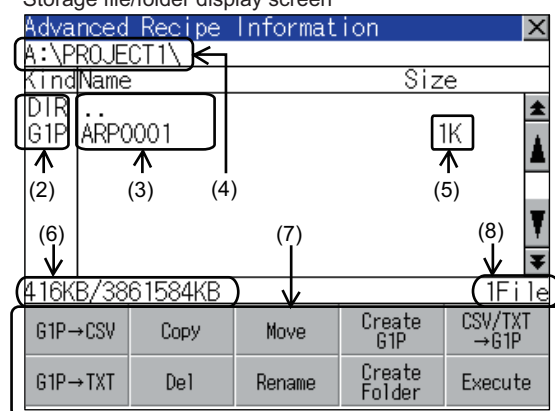 Storage file/folder display screen
Advanced Recipe Information
A:\PROJECT1\
Kind Name Size
DIR ..
G1P ARP0001 1K
(2) (3) (4) (5)
(6) (7) (8)
416KB/3861584KB 1File
G1P→CSV Copy Move Create G1P CSV/TXT →G1P
G1P→TXT Del Rename Create Folder Execute